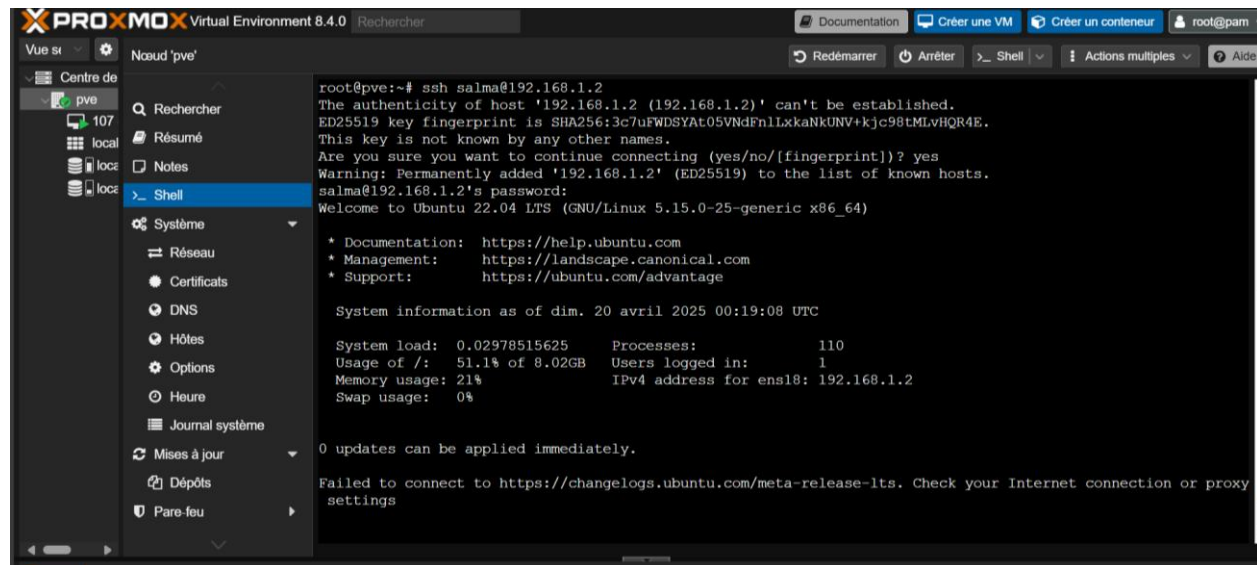 PROXMOX Virtual Environment 8.4.0 Rechercher
Documentation
Créer une VM
Créer un conteneur
root@pam
Vue se
Nœud 'pve'
Redémarrer
Arrêter
>_ Shell
Actions multiples
Aide
Centre de
pve
107
local
loca
loca
Rechercher
Résumé
Notes
>_ Shell
Système
Réseau
Certificats
DNS
Hôtes
Options
Heure
Journal système
Mises à jour
Dépôts
Pare-feu
root@pve:~# ssh salma@192.168.1.2
The authenticity of host '192.168.1.2 (192.168.1.2)' can't be established.
ED25519 key fingerprint is SHA256:3c7uFWDSYAt05VNdFnlLxkaNkUNV+kjc98tMLvHQR4E.
This key is not known by any other names.
Are you sure you want to continue connecting (yes/no/[fingerprint])? yes
Warning: Permanently added '192.168.1.2' (ED25519) to the list of known hosts.
salma@192.168.1.2's password:
Welcome to Ubuntu 22.04 LTS (GNU/Linux 5.15.0-25-generic x86_64)
* Documentation: https://help.ubuntu.com
* Management: https://landscape.canonical.com
* Support: https://ubuntu.com/advantage
System information as of dim. 20 avril 2025 00:19:08 UTC
System load: 0.02978515625 Processes: 110
Usage of /: 51.1% of 8.02GB Users logged in: 1
Memory usage: 21% IPv4 address for ens18: 192.168.1.2
Swap usage: 0%
0 updates can be applied immediately.
Failed to connect to https://changelogs.ubuntu.com/meta-release-lts. Check your Internet connection or proxy
settings